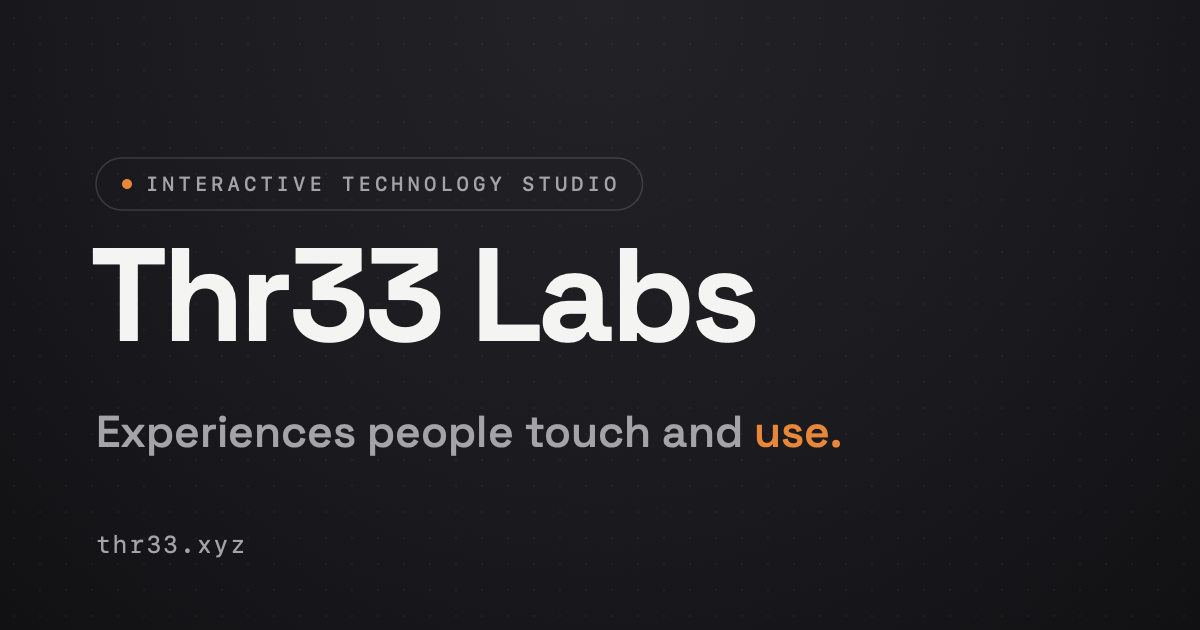 INTERACTIVE TECHNOLOGY STUDIO
Thr33 Labs
Experiences people touch and use.
thr33.xyz